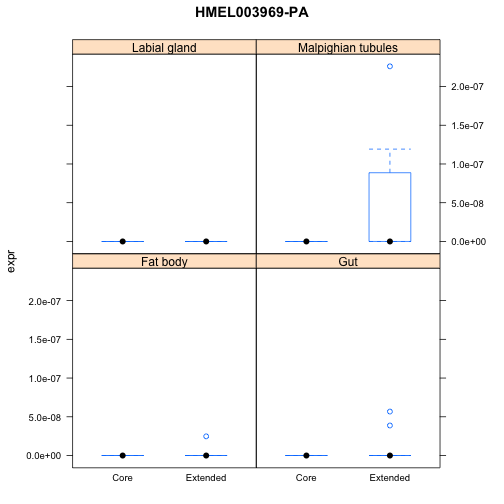 HMEL003969-PA
Labial gland
Malpighian tubules
2.0e-07
1.5e-07
1.0e-07
5.0e-08
0.0e+00
expr
Fat body
Gut
2.0e-07
1.5e-07
1.0e-07
5.0e-08
0.0e+00
Core
Extended
Core
Extended